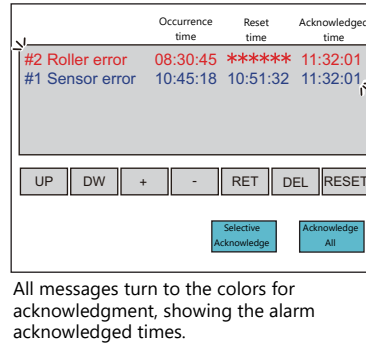 Occurrence time Reset time Acknowledged time
#2 Roller error 08:30:45 ****** 11:32:01
#1 Sensor error 10:45:18 10:51:32 11:32:01
UP DW + - RET DEL RESET
Selective Acknowledge Acknowledge All
All messages turn to the colors for
acknowledgment, showing the alarm
acknowledged times.